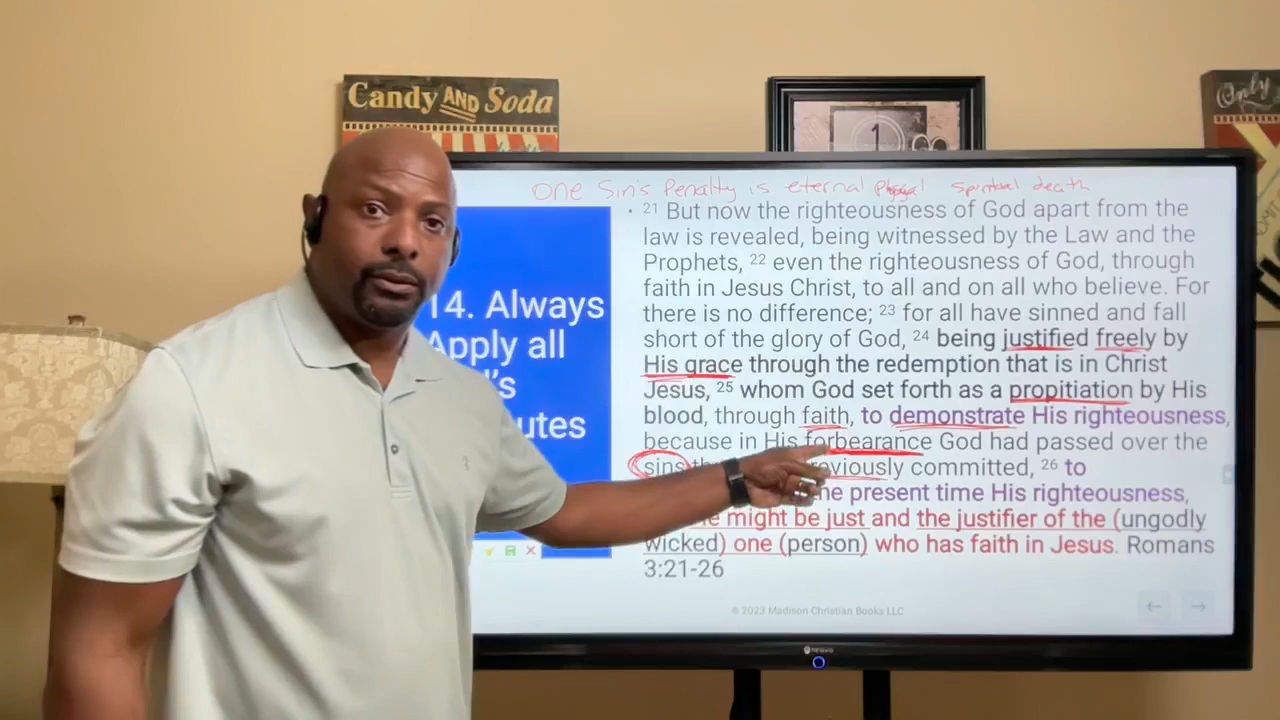 Candy AND Soda
1
Only
one Sin's Penalty is eternal physical spiritual death
14. Always
Apply all
• 21 But now the righteousness of God apart from the
law is revealed, being witnessed by the Law and the
Prophets, 22 even the righteousness of God, through
faith in Jesus Christ, to all and on all who believe. For
there is no difference; 23 for all have sinned and fall
short of the glory of God, 24 being justified freely by
His grace through the redemption that is in Christ
Jesus, 25 whom God set forth as a propitiation by His
blood, through faith, to demonstrate His righteousness,
because in His forbearance God had passed over the
sins previously committed, 26 to
the present time His righteousness,
might be just and the justifier of the (ungodly
wicked) one (person) who has faith in Jesus. Romans
3:21-26
© 2023 Madison Christian Books LLC